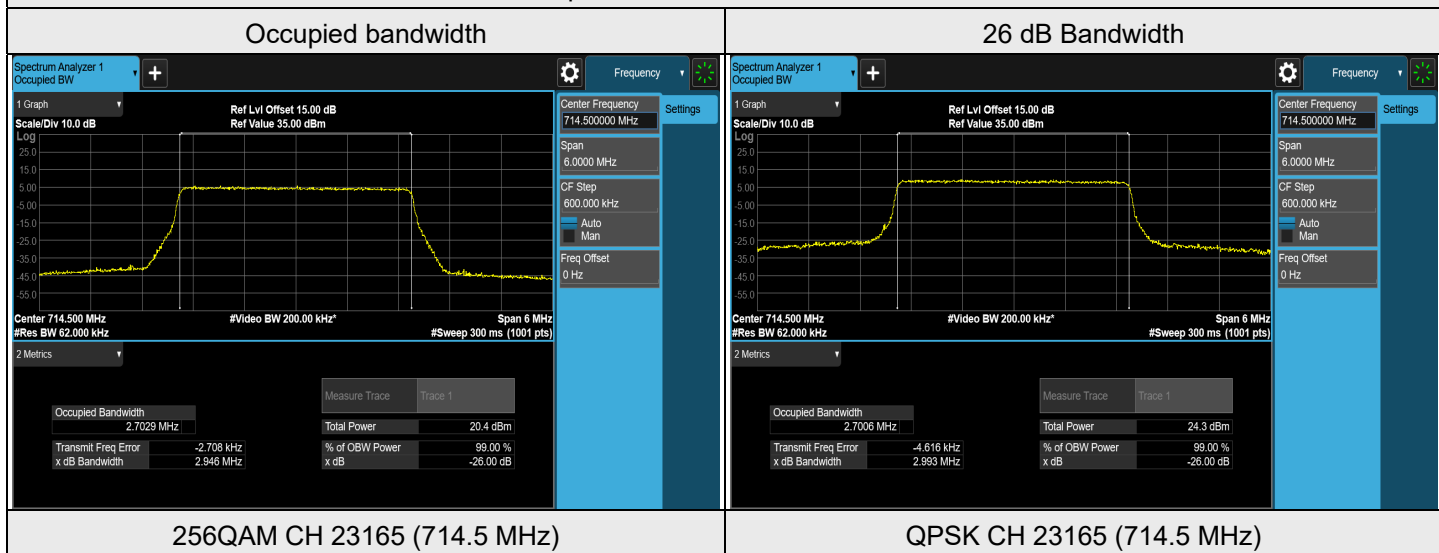 Occupied bandwidth
26 dB Bandwidth
Spectrum Analyzer 1
Occupied BW
+
Frequency
1 Graph
Scale/Div 10.0 dB
Ref Lvl Offset 15.00 dB
Ref Value 35.00 dBm
Log
25.0
15.0
5.00
-5.00
-15.0
-25.0
-35.0
-45.0
-55.0
Center 714.500 MHz
#Res BW 62.000 kHz
#Video BW 200.00 kHz*
Span 6 MHz
#Sweep 300 ms (1001 pts)
Center Frequency
714.500000 MHz
Settings
Span
6.0000 MHz
CF Step
600.000 kHz
Auto
Man
Freq Offset
0 Hz
2 Metrics
Measure Trace Trace 1
Occupied Bandwidth
2.7029 MHz
Total Power 20.4 dBm
Transmit Freq Error -2.708 kHz % of OBW Power 99.00 %
x dB Bandwidth 2.946 MHz x dB -26.00 dB
Spectrum Analyzer 1
Occupied BW
+
Frequency
1 Graph
Scale/Div 10.0 dB
Ref Lvl Offset 15.00 dB
Ref Value 35.00 dBm
Log
25.0
15.0
5.00
-5.00
-15.0
-25.0
-35.0
-45.0
-55.0
Center 714.500 MHz
#Res BW 62.000 kHz
#Video BW 200.00 kHz*
Span 6 MHz
#Sweep 300 ms (1001 pts)
Center Frequency
714.500000 MHz
Settings
Span
6.0000 MHz
CF Step
600.000 kHz
Auto
Man
Freq Offset
0 Hz
2 Metrics
Measure Trace Trace 1
Occupied Bandwidth
2.7006 MHz
Total Power 24.3 dBm
Transmit Freq Error -4.616 kHz % of OBW Power 99.00 %
x dB Bandwidth 2.993 MHz x dB -26.00 dB
256QAM CH 23165 (714.5 MHz)
QPSK CH 23165 (714.5 MHz)